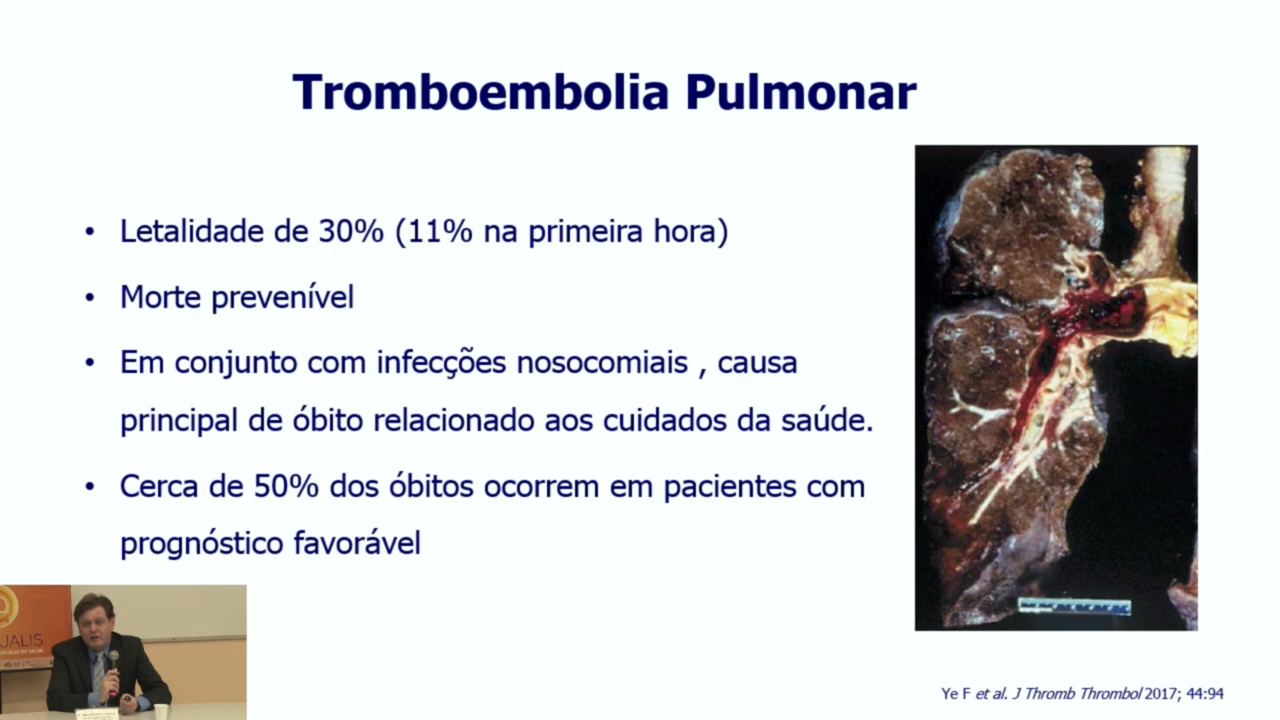 Tromboembolia Pulmonar
• Letalidade de 30% (11% na primeira hora)
• Morte prevenível
• Em conjunto com infecções nosocomiais , causa
principal de óbito relacionado aos cuidados da saúde.
• Cerca de 50% dos óbitos ocorrem em pacientes com
prognóstico favorável
JALIS
Ye F et al. J Thromb Thrombol 2017; 44:94